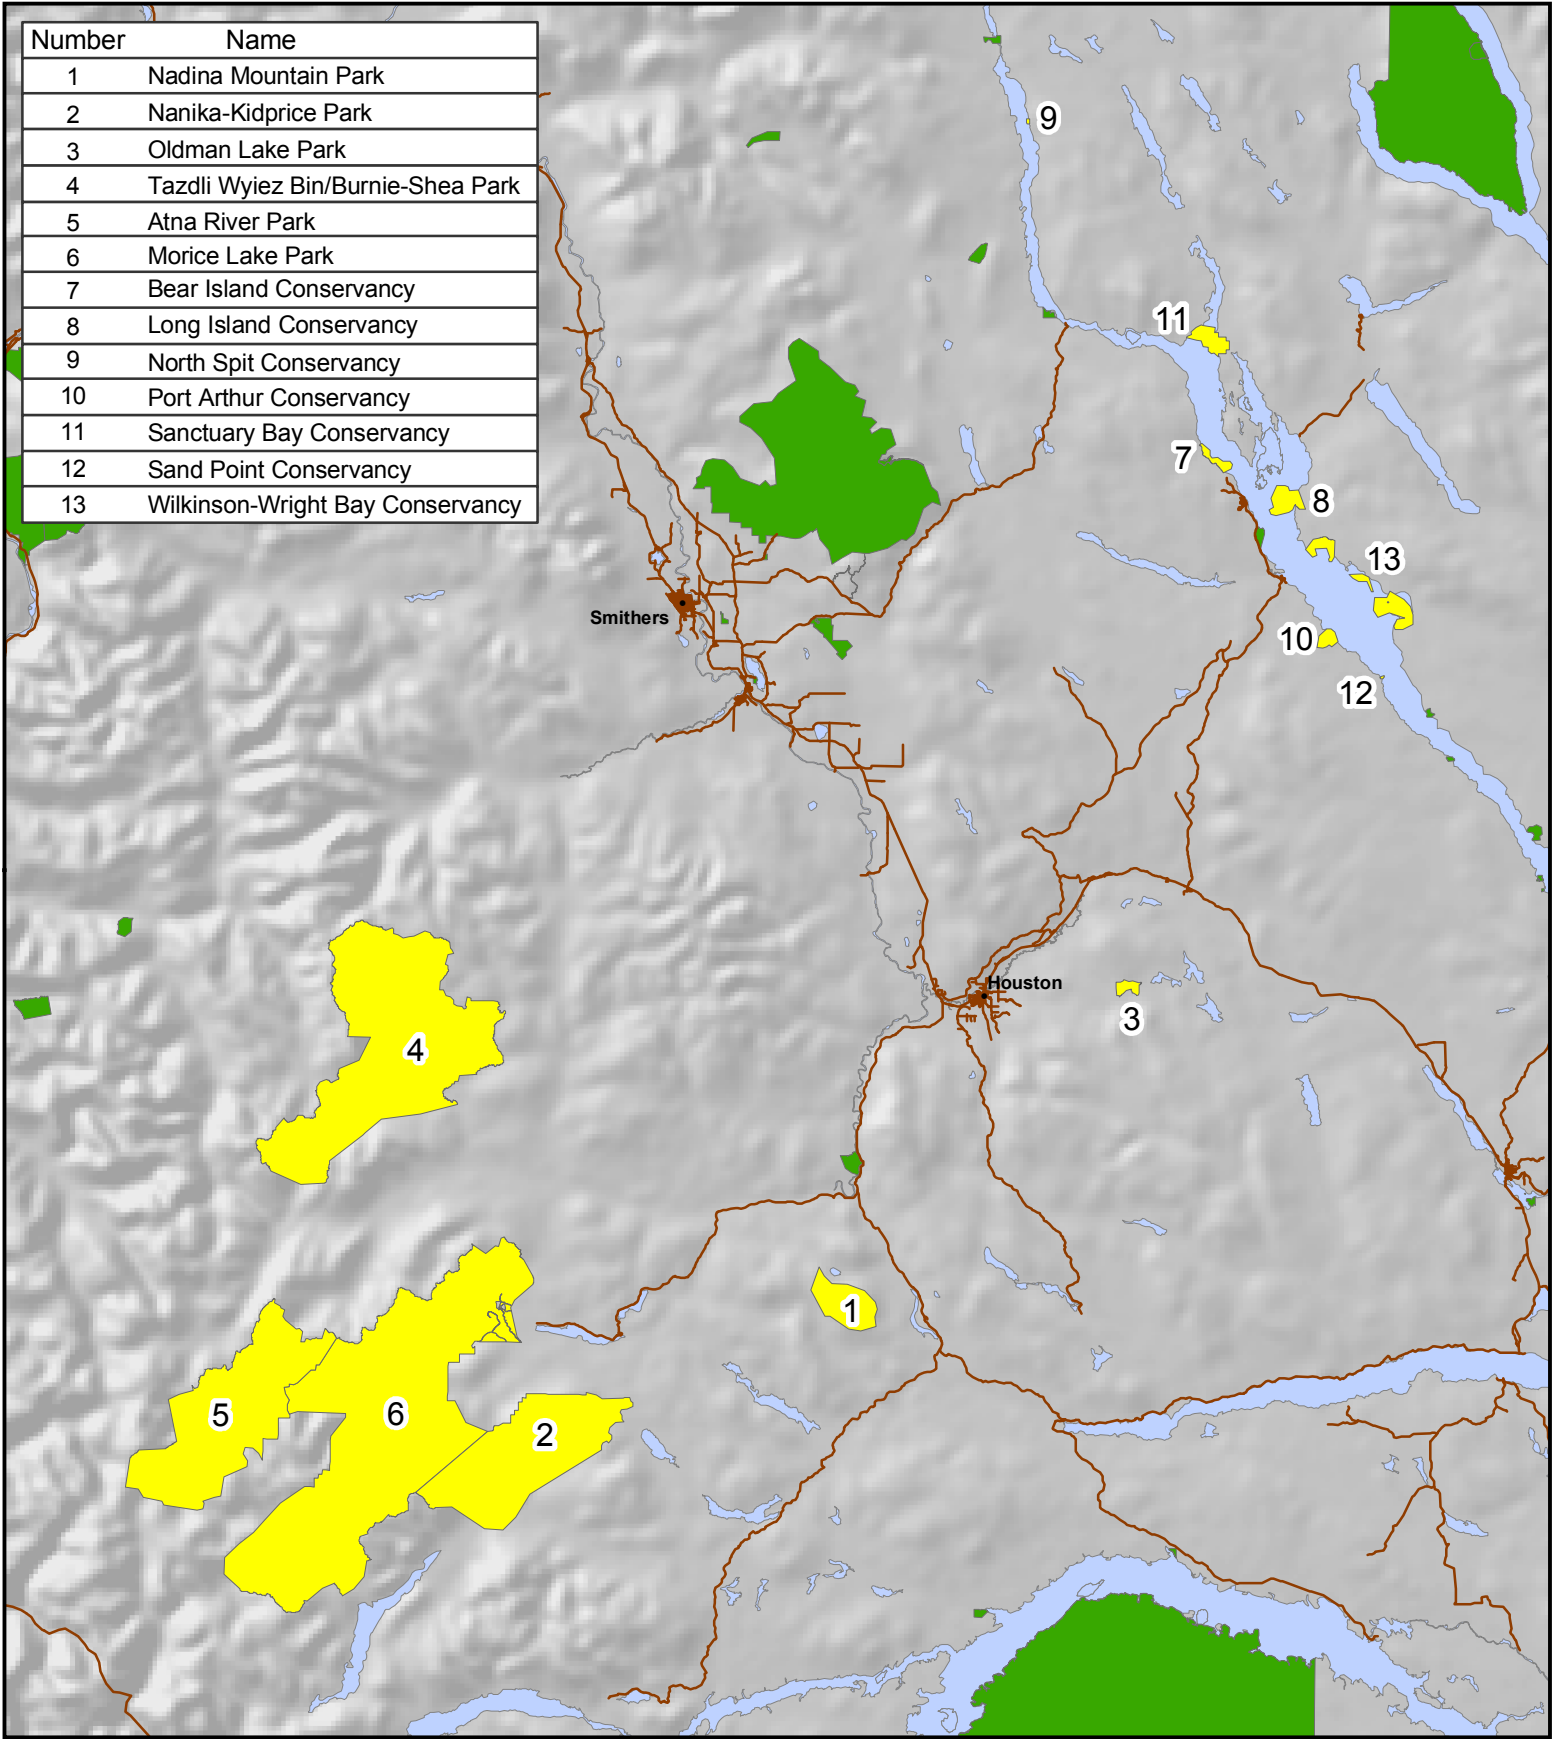 Number Name
1 Nadina Mountain Park
2 Nanika-Kidprice Park
3 Oldman Lake Park
4 Tazdli Wyiez Bin/Burnie-Shea Park
5 Atna River Park
6 Morice Lake Park
7 Bear Island Conservancy
8 Long Island Conservancy
9 North Spit Conservancy
10 Port Arthur Conservancy
11 Sanctuary Bay Conservancy
12 Sand Point Conservancy
13 Wilkinson-Wright Bay Conservancy
9
11
7
8
13
Smithers
10
12
Houston
3
4
1
5
6
2